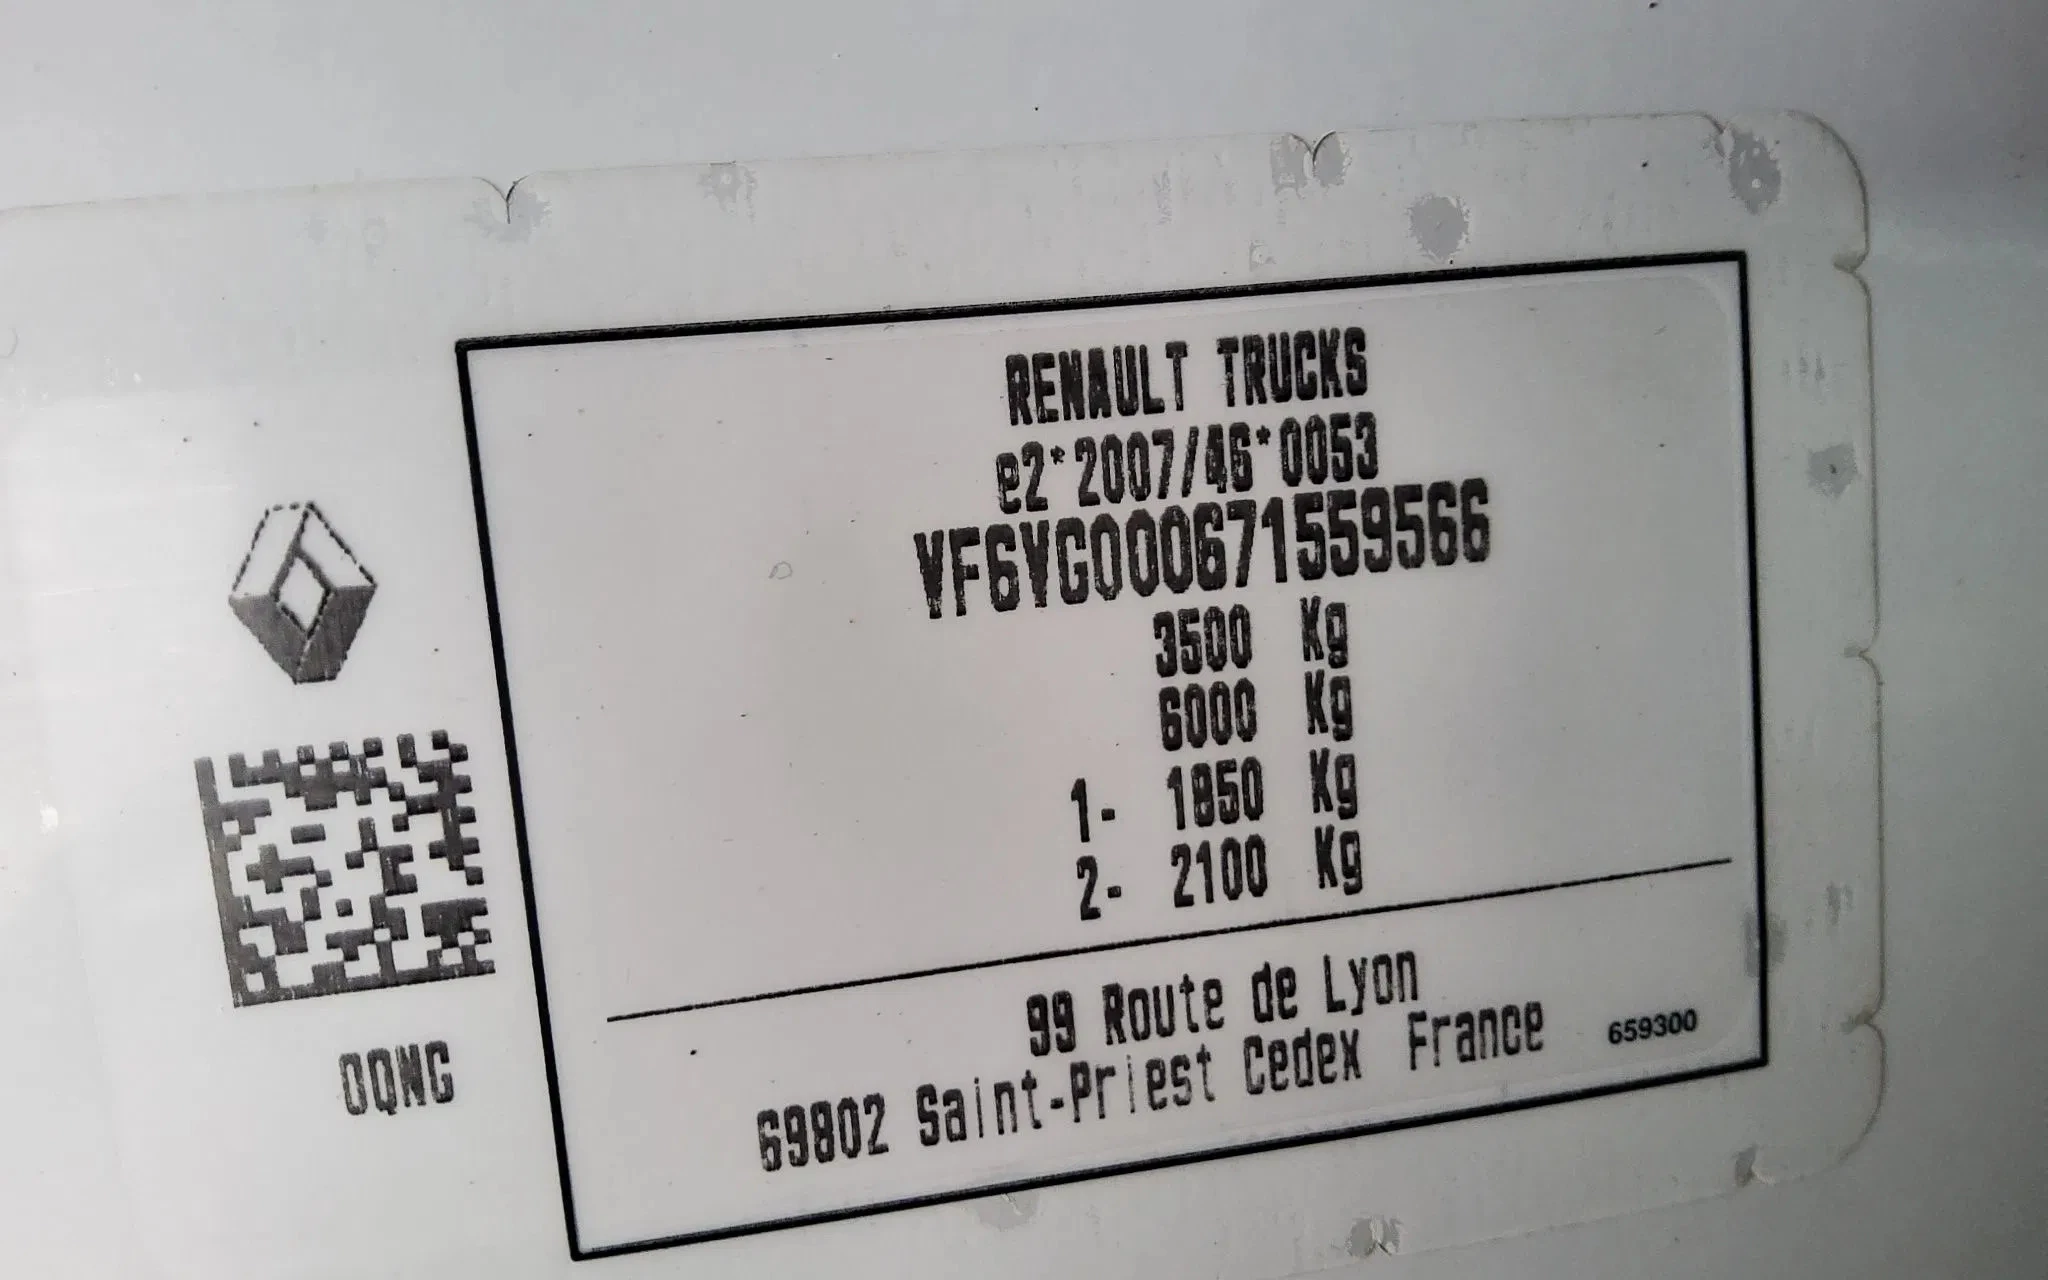 RENAULT TRUCKS
e2*2007/46*0053
VF6YG000671559566
3500 Kg
6000 Kg
1- 1850 Kg
2- 2100 Kg
99 Route de Lyon
69802 Saint-Priest Cedex France
659300
OQNG